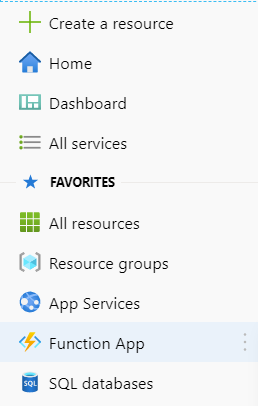 Create a resource
Home
Dashboard
All services
FAVORITES
All resources
Resource groups
App Services
Function App
SQL databases